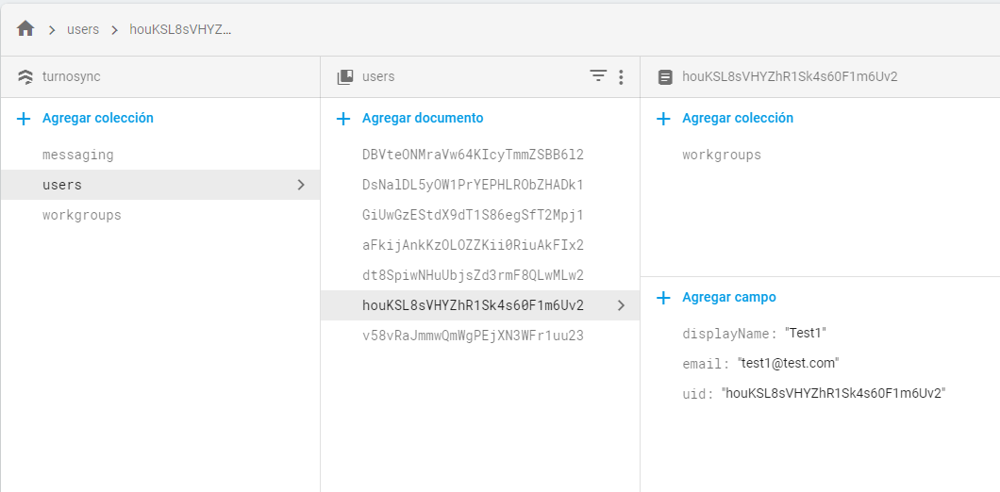 users
houKSL8sVHYZ…
turnosync
users
houKSL8sVHYZhR1Sk4s60F1m6Uv2
Agregar colección
messaging
users
workgroups
Agregar documento
DBVteONMraVw64KIcyTmmZSBB6l2
DsNalDL5yOW1PrYEPHLRObZHADk1
GiUwGzEStdX9dT1S86egSfT2Mpj1
aFkijAnkKzOLOZZKii0RiuAkFIx2
dt8SpiwNHuUbjsZd3rmF8QLwMLw2
houKSL8sVHYZhR1Sk4s60F1m6Uv2
v58vRaJmmwQmWgPEjXN3WFr1uu23
Agregar colección
workgroups
Agregar campo
displayName: "Test1"
email: "test1@test.com"
uid: "houKSL8sVHYZhR1Sk4s60F1m6Uv2"